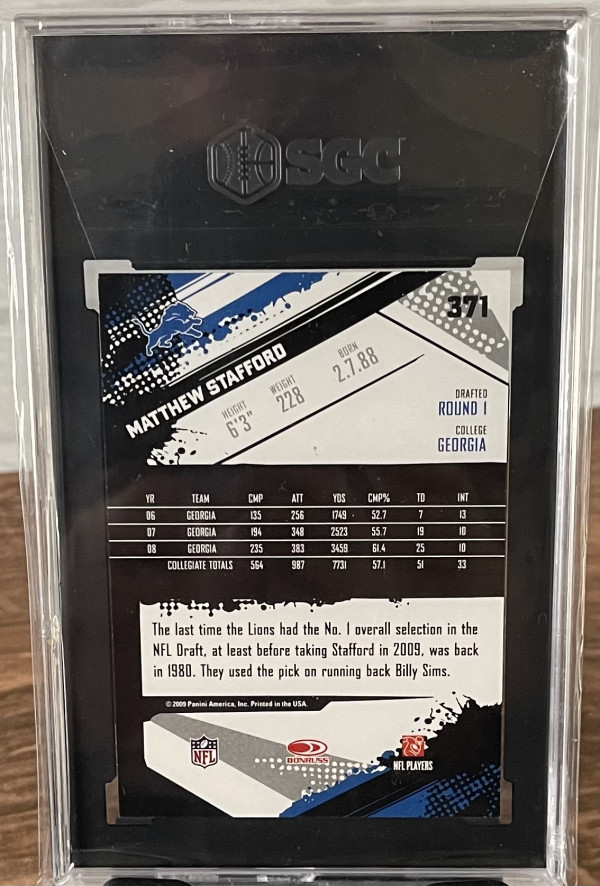 SGC
371
MATTHEW STAFFORD
HEIGHT
6'3"
WEIGHT
228
BORN
2.7.88
DRAFTED
ROUND 1
COLLEGE
GEORGIA
YR TEAM CMP ATT YDS CMP% TD INT
06 GEORGIA 135 256 1749 52.7 7 13
07 GEORGIA 194 348 2523 55.7 19 10
08 GEORGIA 235 383 3459 61.4 25 10
COLLEGIATE TOTALS 564 987 7731 57.1 51 33
The last time the Lions had the No. 1 overall selection in the
NFL Draft, at least before taking Stafford in 2009, was back
in 1980. They used the pick on running back Billy Sims.
© 2009 Panini America, Inc. Printed in the USA.
NFL
DONRUSS
NFL PLAYERS